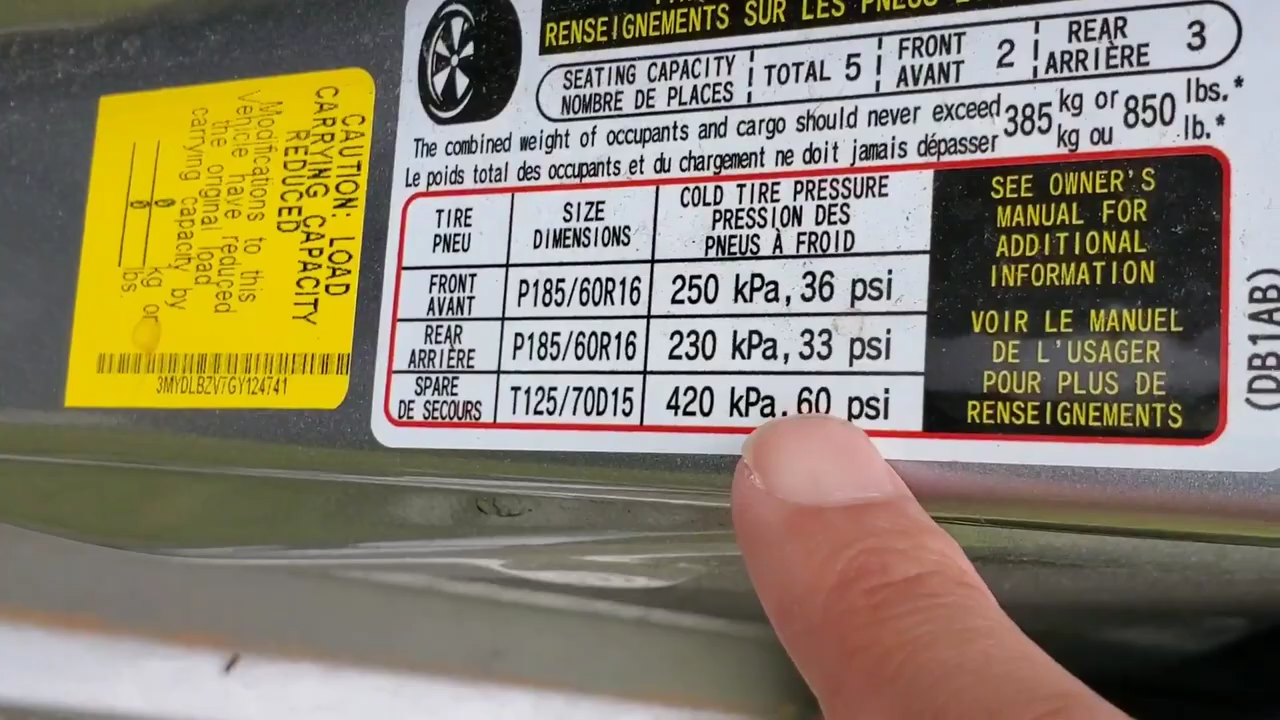 RENSEIGNEMENTS SUR LES PNEUS
SEATING CAPACITY
NOMBRE DE PLACES
TOTAL 5
FRONT
AVANT
2
REAR
ARRIÈRE
3
The combined weight of occupants and cargo should never exceed 385 kg or 850 lbs.*
Le poids total des occupants et du chargement ne doit jamais dépasser kg ou lb.*
TIRE
PNEU
SIZE
DIMENSIONS
COLD TIRE PRESSURE
PRESSION DES
PNEUS À FROID
FRONT
AVANT
P185/60R16
250 kPa, 36 psi
REAR
ARRIÈRE
P185/60R16
230 kPa, 33 psi
SPARE
DE SECOURS
T125/70D15
420 kPa, 60 psi
SEE OWNER'S
MANUAL FOR
ADDITIONAL
INFORMATION
VOIR LE MANUEL
DE L'USAGER
POUR PLUS DE
RENSEIGNEMENTS
(DB1AB)
CAUTION: LOAD
CARRYING CAPACITY
REDUCED
Modifications to this
Vehicle have reduced
the original load
carrying capacity by
0 kg or
0 lbs.
3MYDLBZV7GY124741